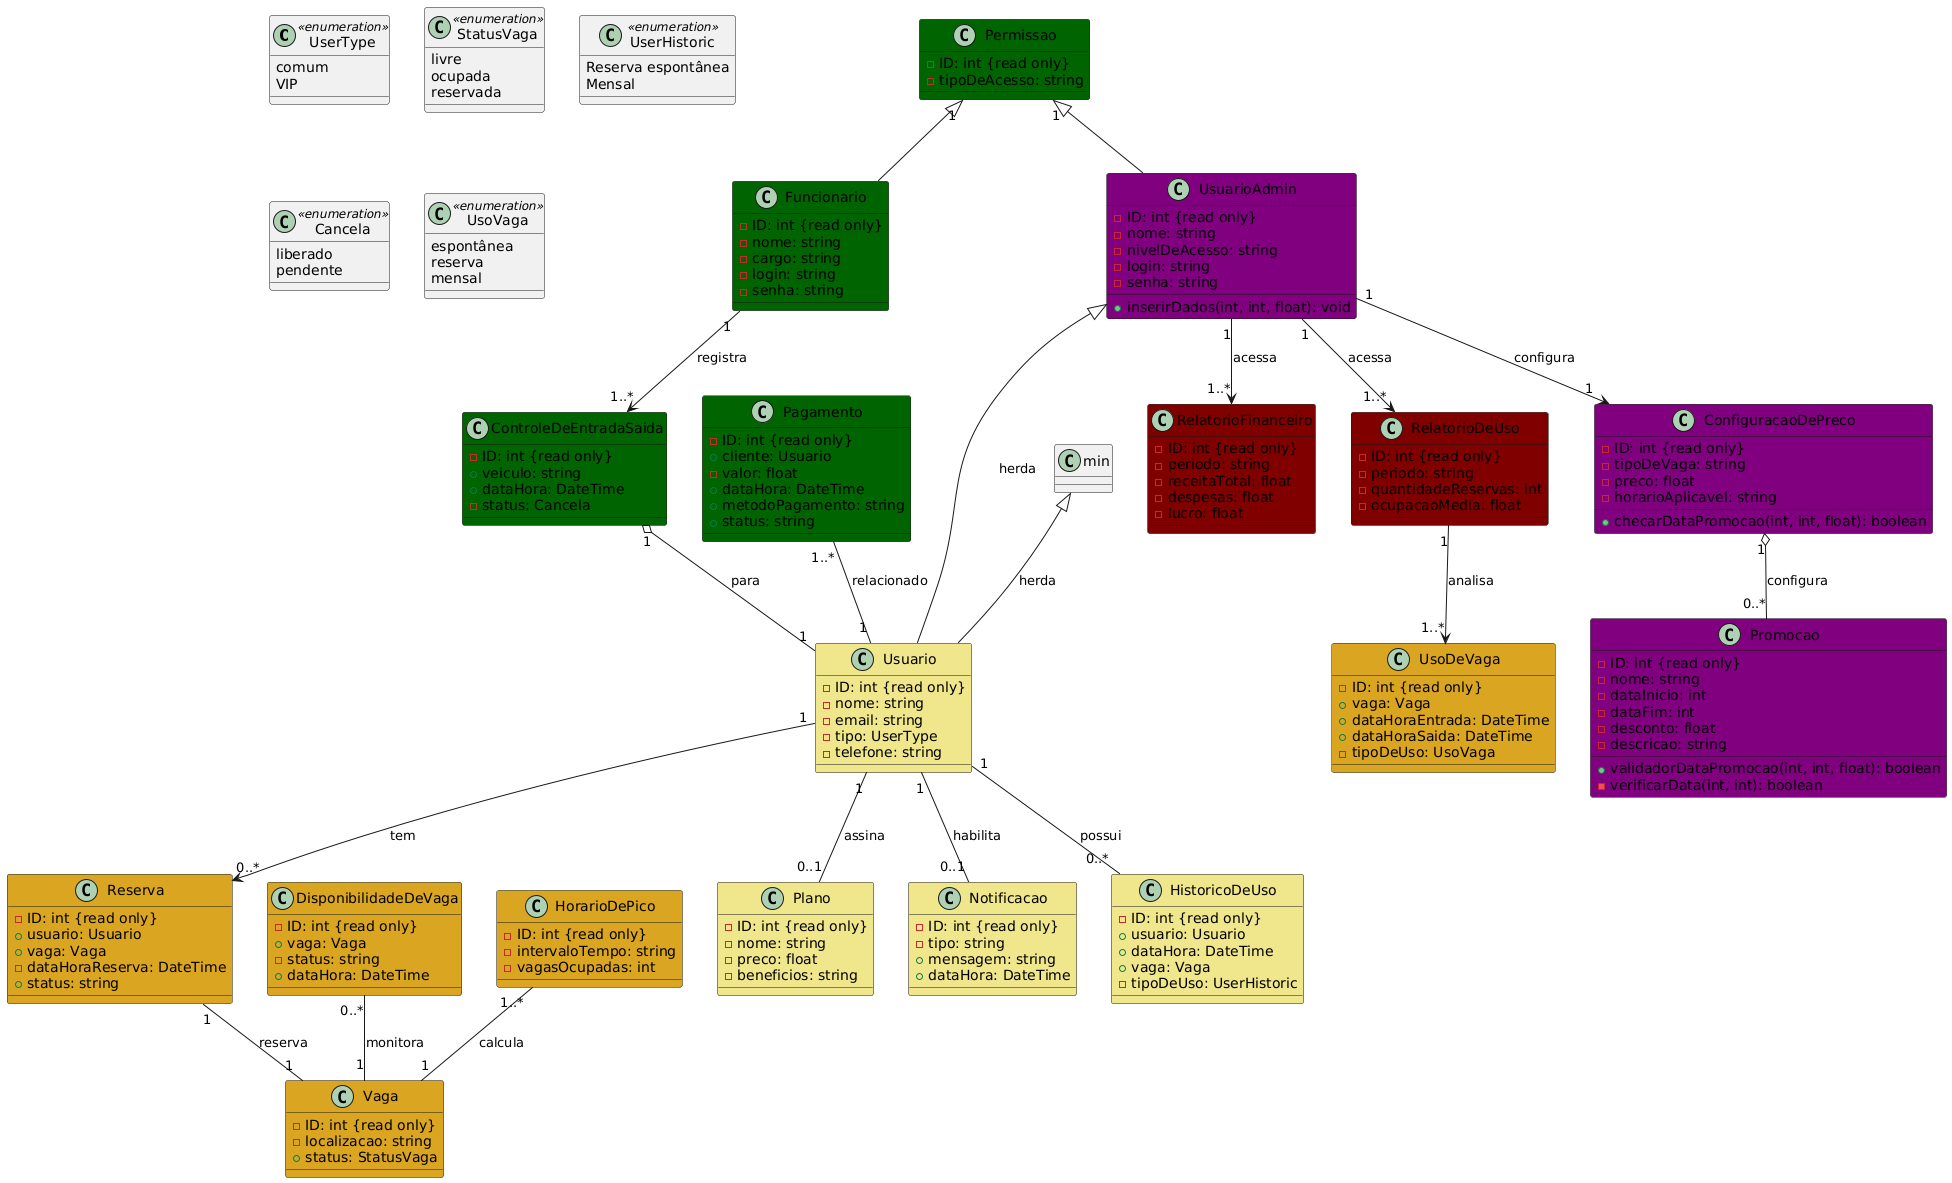 «enumeration»
UserType
comum
VIP
«enumeration»
StatusVaga
livre
ocupada
reservada
«enumeration»
UserHistoric
Reserva espontânea
Mensal
Permissao
ID: int {read only}
tipoDeAcesso: string
1
1
«enumeration»
Cancela
liberado
pendente
«enumeration»
UsoVaga
espontânea
reserva
mensal
Funcionario
ID: int {read only}
nome: string
cargo: string
login: string
senha: string
UsuarioAdmin
ID: int {read only}
nome: string
nivelDeAcesso: string
login: string
senha: string
inserirDados(int, int, float): void
1
registra
1..*
1
acessa
1..*
1
acessa
1..*
1
configura
1
ControleDeEntradaSaida
ID: int {read only}
veiculo: string
dataHora: DateTime
status: Cancela
Pagamento
ID: int {read only}
cliente: Usuario
valor: float
dataHora: DateTime
metodoPagamento: string
status: string
herda
min
RelatorioFinanceiro
ID: int {read only}
periodo: string
receitaTotal: float
despesas: float
lucro: float
RelatorioDeUso
ID: int {read only}
periodo: string
quantidadeReservas: int
ocupacaoMedia: float
ConfiguracaoDePreco
ID: int {read only}
tipoDeVaga: string
preco: float
horarioAplicavel: string
checarDataPromocao(int, int, float): boolean
1
para
1
1..*
relacionado
1
herda
1
analisa
1..*
1
configura
0..*
Usuario
ID: int {read only}
nome: string
email: string
tipo: UserType
telefone: string
UsoDeVaga
ID: int {read only}
vaga: Vaga
dataHoraEntrada: DateTime
dataHoraSaida: DateTime
tipoDeUso: UsoVaga
Promocao
ID: int {read only}
nome: string
dataInicio: int
dataFim: int
desconto: float
descricao: string
validadorDataPromocao(int, int, float): boolean
verificarData(int, int): boolean
1
tem
0..*
1
assina
0..1
1
habilita
0..1
1
possui
0..*
Reserva
ID: int {read only}
usuario: Usuario
vaga: Vaga
dataHoraReserva: DateTime
status: string
DisponibilidadeDeVaga
ID: int {read only}
vaga: Vaga
status: string
dataHora: DateTime
HorarioDePico
ID: int {read only}
intervaloTempo: string
vagasOcupadas: int
Plano
ID: int {read only}
nome: string
preco: float
beneficios: string
Notificacao
ID: int {read only}
tipo: string
mensagem: string
dataHora: DateTime
HistoricoDeUso
ID: int {read only}
usuario: Usuario
dataHora: DateTime
vaga: Vaga
tipoDeUso: UserHistoric
1
reserva
1
0..*
monitora
1
1..*
calcula
1
Vaga
ID: int {read only}
localizacao: string
status: StatusVaga